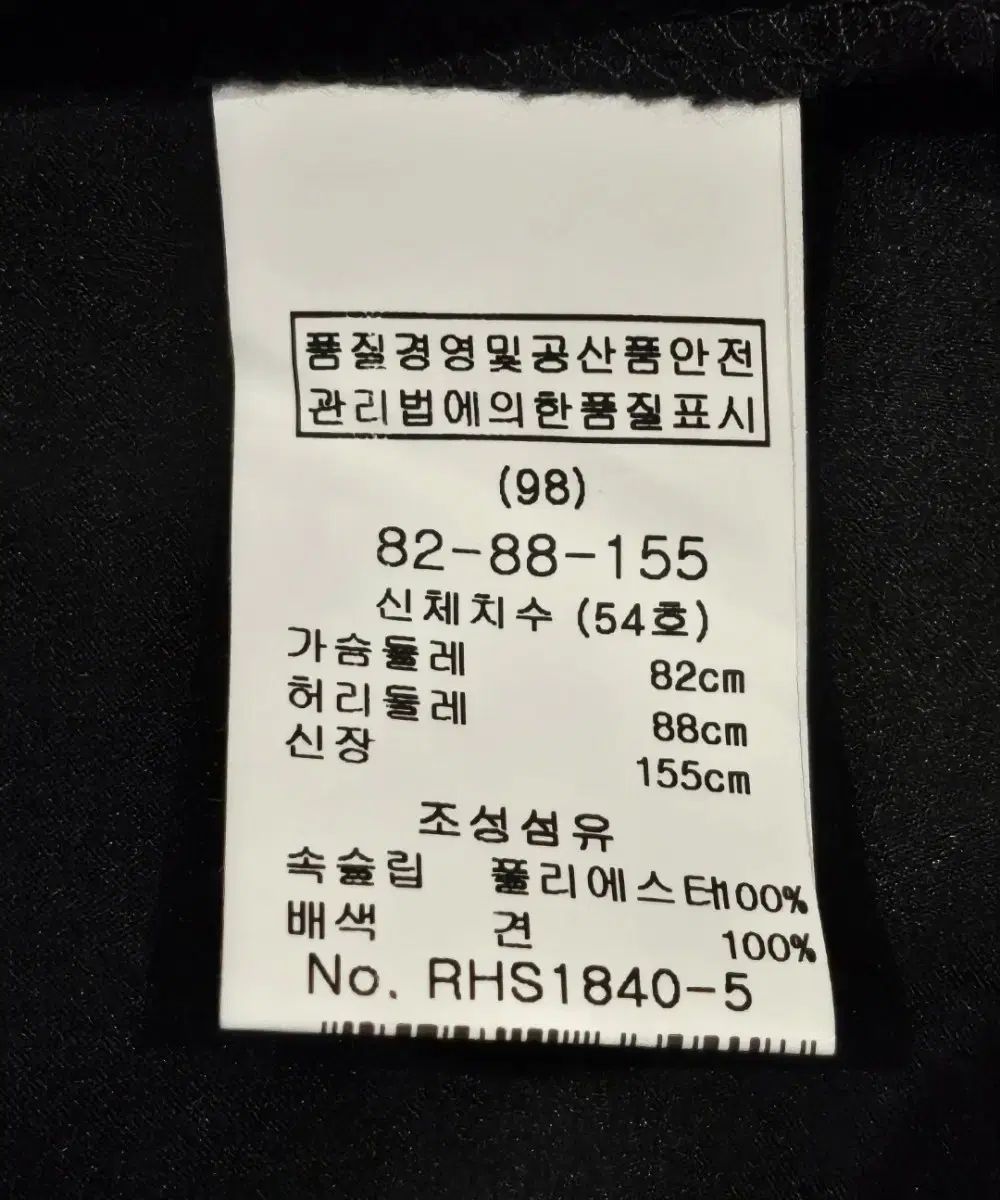 품질경영및공산품안전
관리법에의한품질표시
(98)
82-88-155
신체치수 (54호)
가슴둘레 82cm
허리둘레 88cm
신장 155cm
조성섬유
속슬립 폴리에스터100%
배색 견 100%
No. RHS1840-5